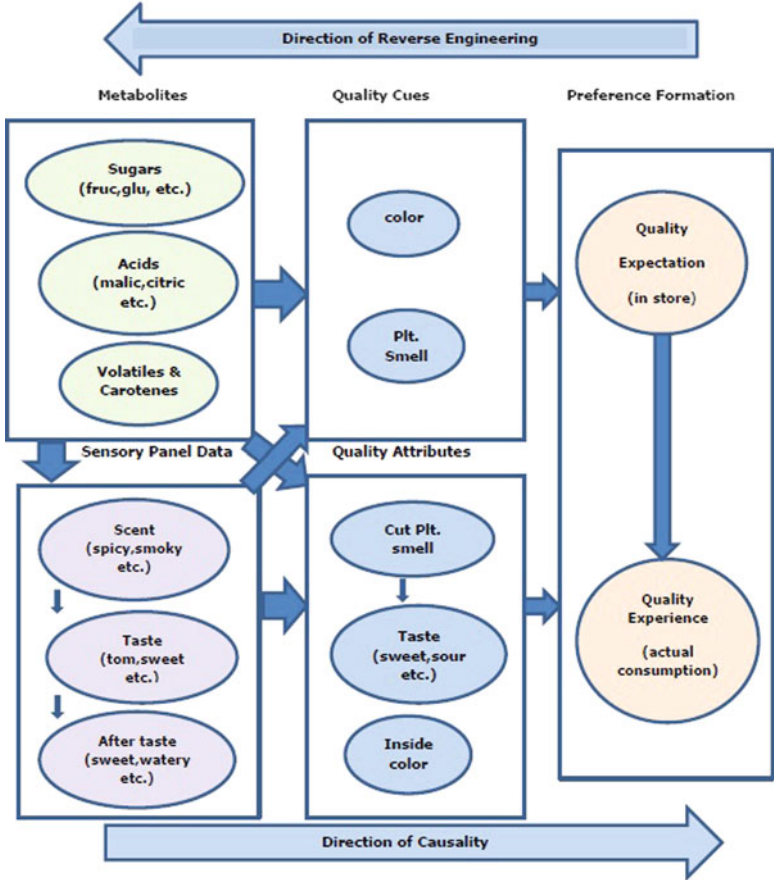 Direction of Reverse Engineering
Metabolites
Quality Cues
Preference Formation
Sugars
(fruc,glu, etc.)
Acids
(malic,citric
etc.)
Volatiles &
Carotenes
color
Plt.
Smell
Quality
Expectation
(in store)
Sensory Panel Data
Quality Attributes
Scent
(spicy,smoky
etc.)
Taste
(tom,sweet
etc.)
After taste
(sweet,watery
etc.)
Cut Plt.
smell
Taste
(sweet,sour
etc.)
Inside
color
Quality
Experience
(actual
consumption)
Direction of Causality